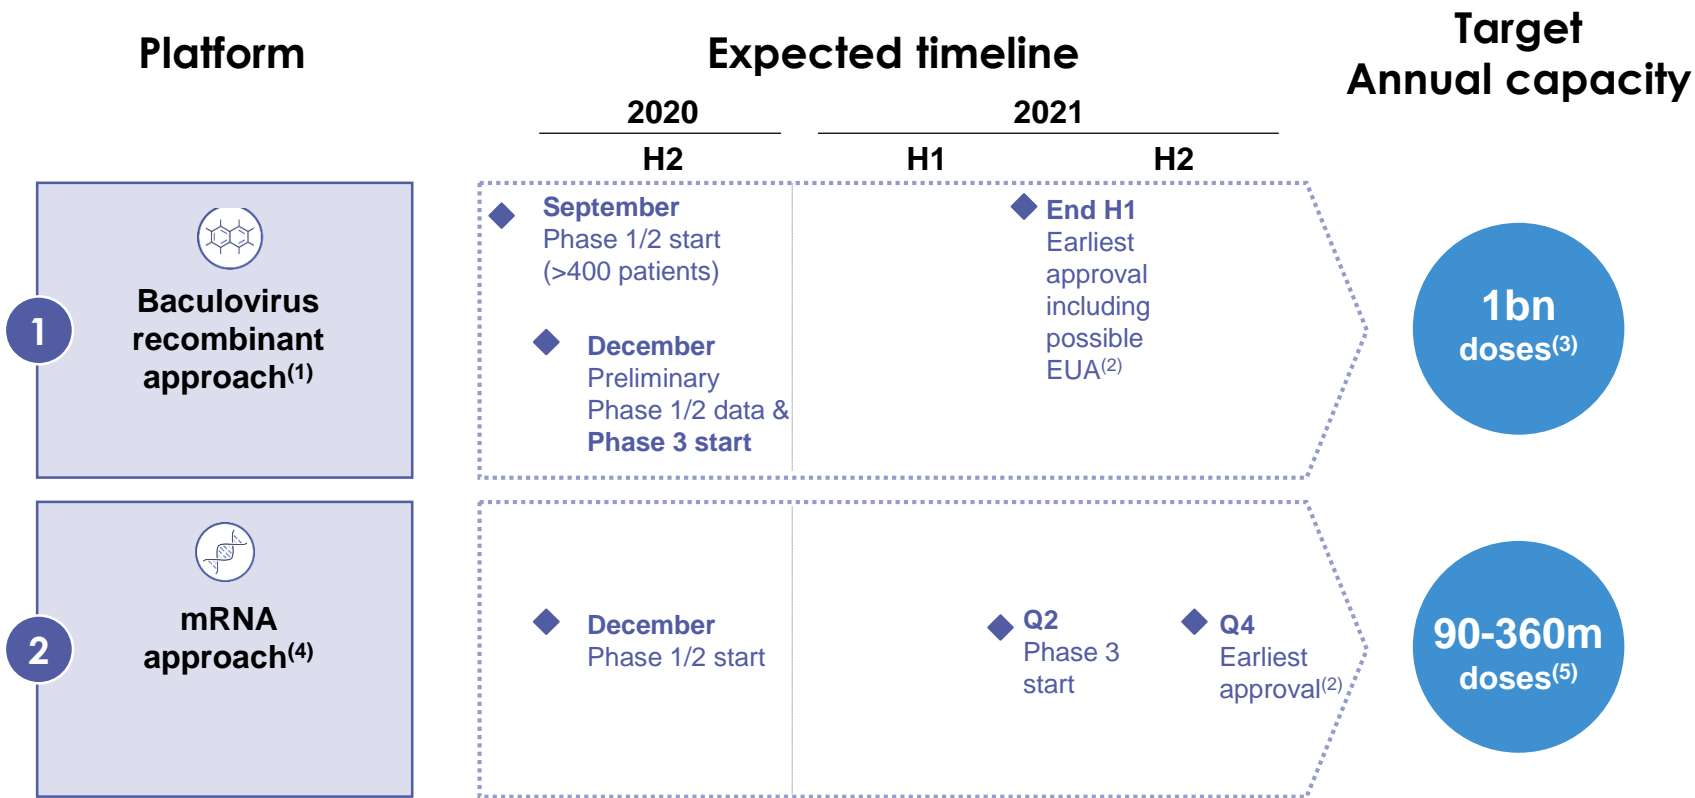 Platform
Expected timeline
Target
Annual capacity
2020
2021
H2
H1
H2
1
Baculovirus
recombinant
approach(1)
September
Phase 1/2 start
(>400 patients)
December
Preliminary
Phase 1/2 data &
Phase 3 start
End H1
Earliest
approval
including
possible
EUA(2)
1bn
doses(3)
2
mRNA
approach(4)
December
Phase 1/2 start
Q2
Phase 3
start
Q4
Earliest
approval(2)
90-360m
doses(5)